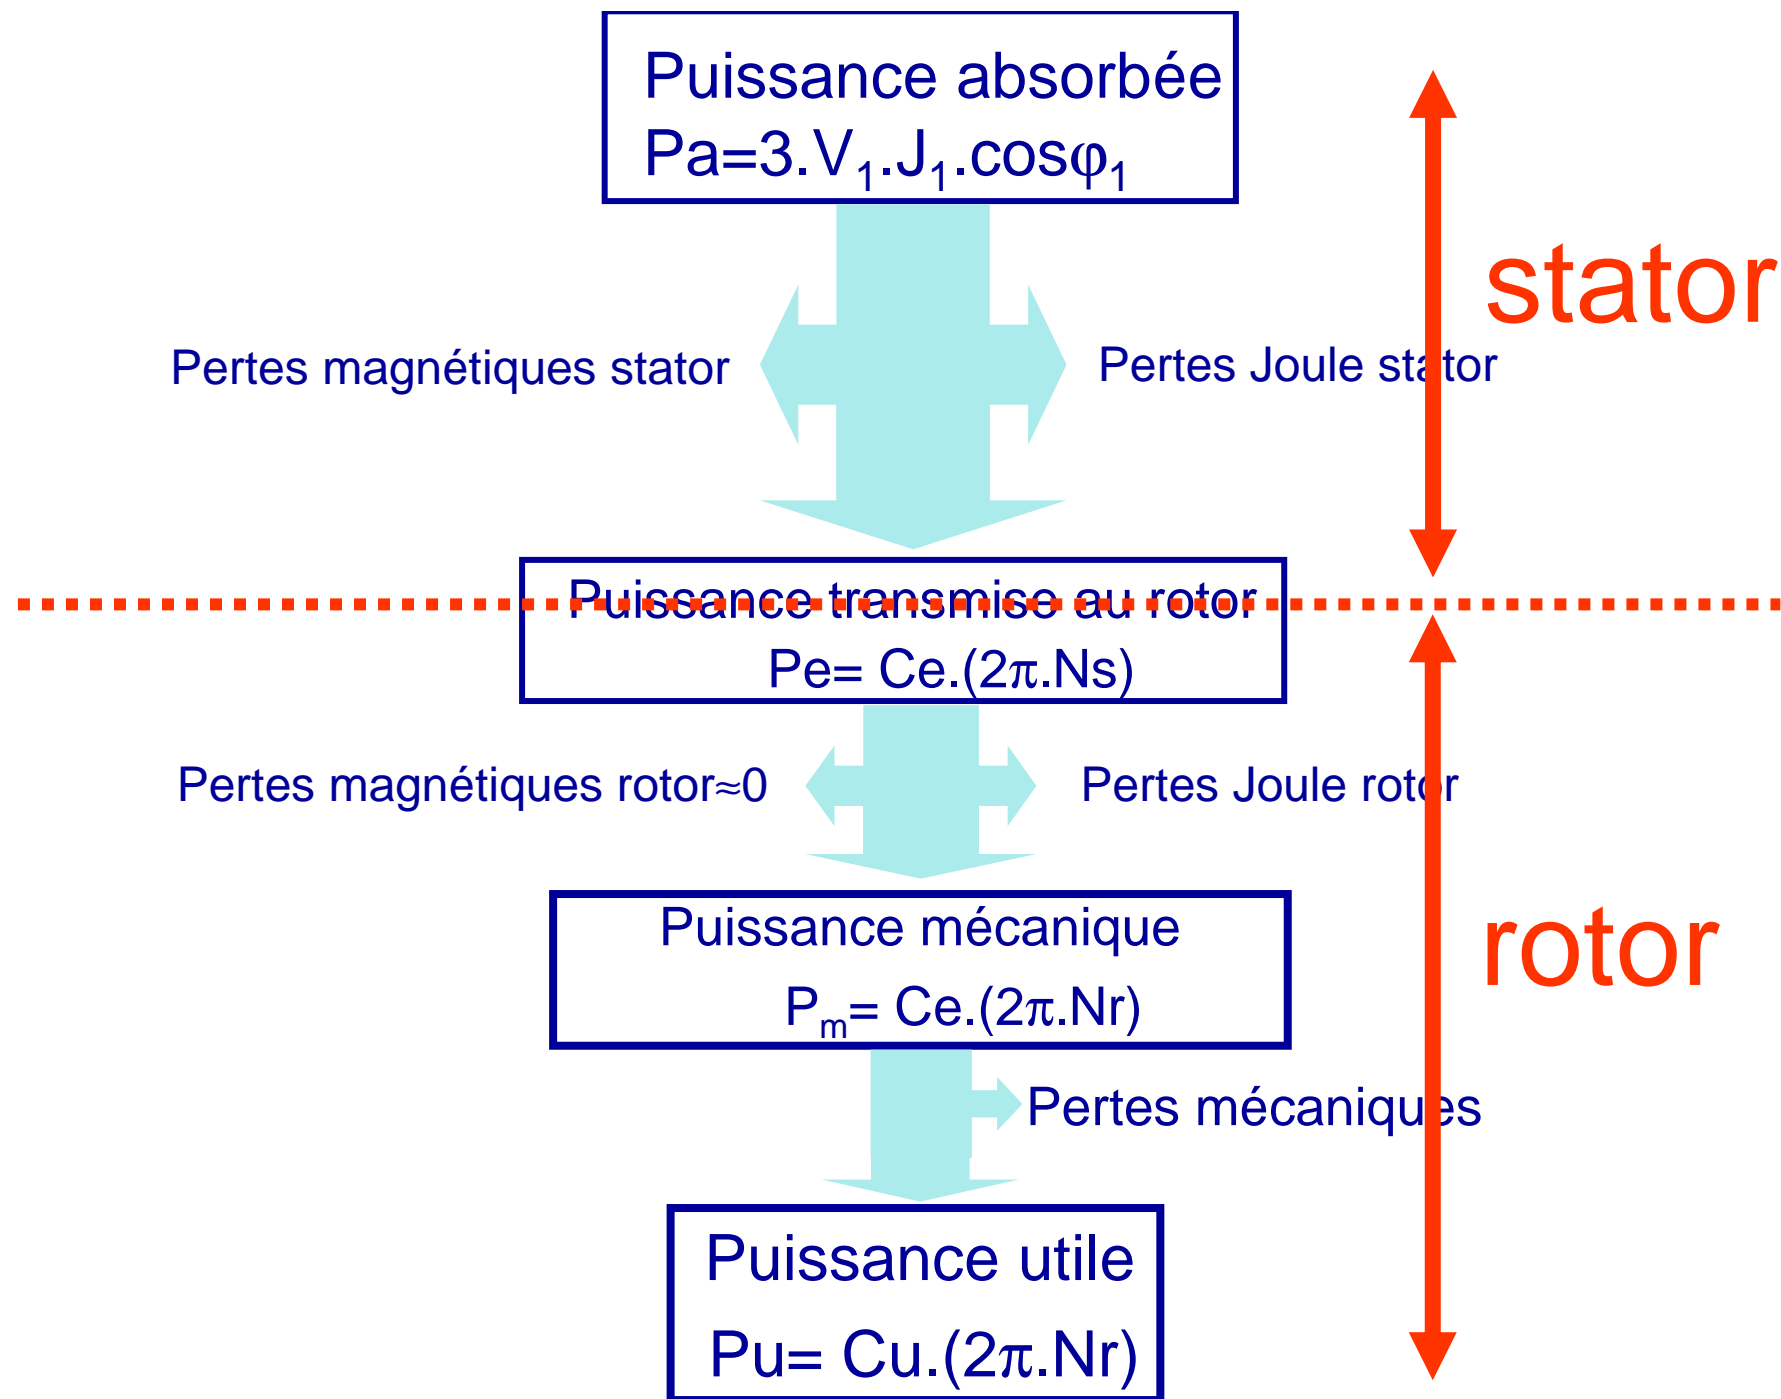 Puissance absorbée
Pa=3.V₁.J₁.cosφ₁
stator
Pertes magnétiques stator
Pertes Joule stator
Puissance transmise au rotor
Pe= Ce.(2π.Ns)
Pertes magnétiques rotor≈0
Pertes Joule rotor
Puissance mécanique
Pₘ= Ce.(2π.Nr)
rotor
Pertes mécaniques
Puissance utile
Pu= Cu.(2π.Nr)